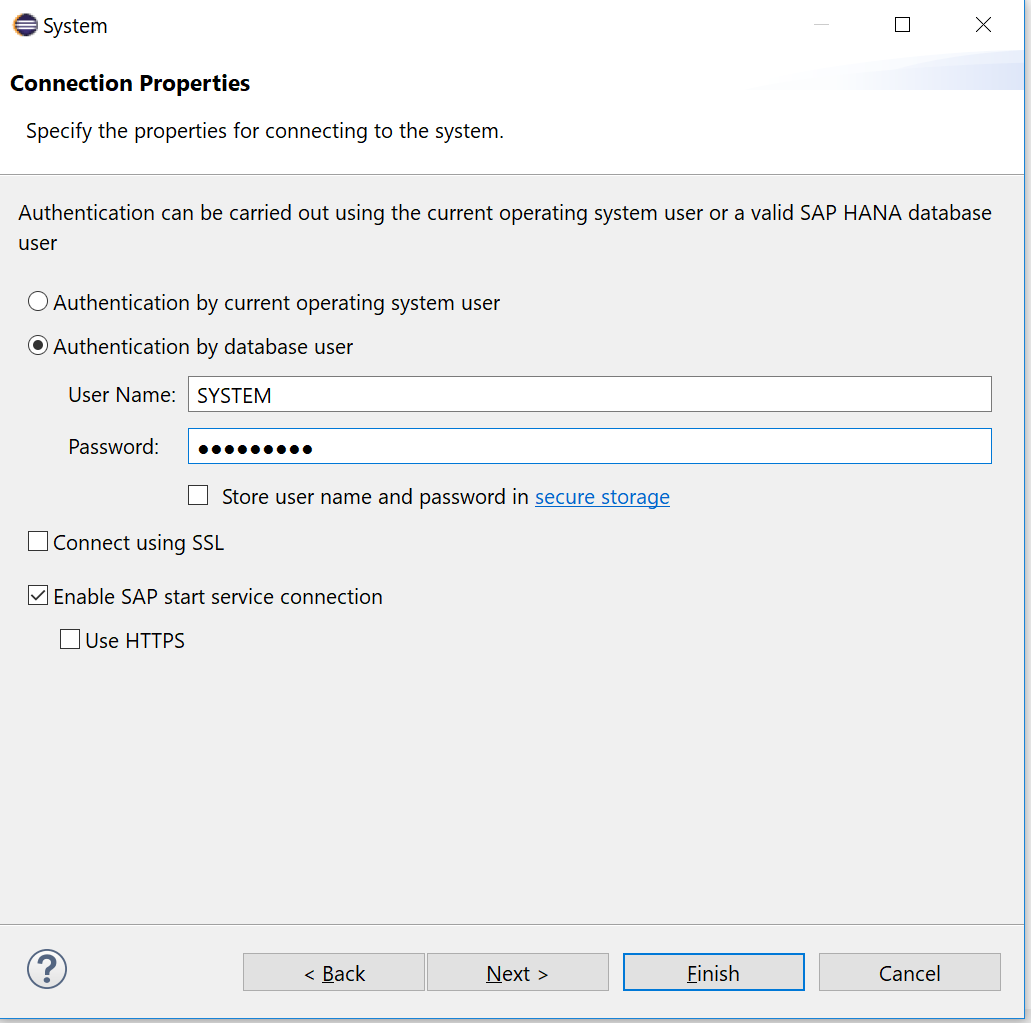 System
Connection Properties
Specify the properties for connecting to the system.
Authentication can be carried out using the current operating system user or a valid SAP HANA database
user
Authentication by current operating system user
Authentication by database user
User Name: SYSTEM
Password: ●●●●●●●●●
Store user name and password in secure storage
Connect using SSL
Enable SAP start service connection
Use HTTPS
?
< Back
Next >
Finish
Cancel